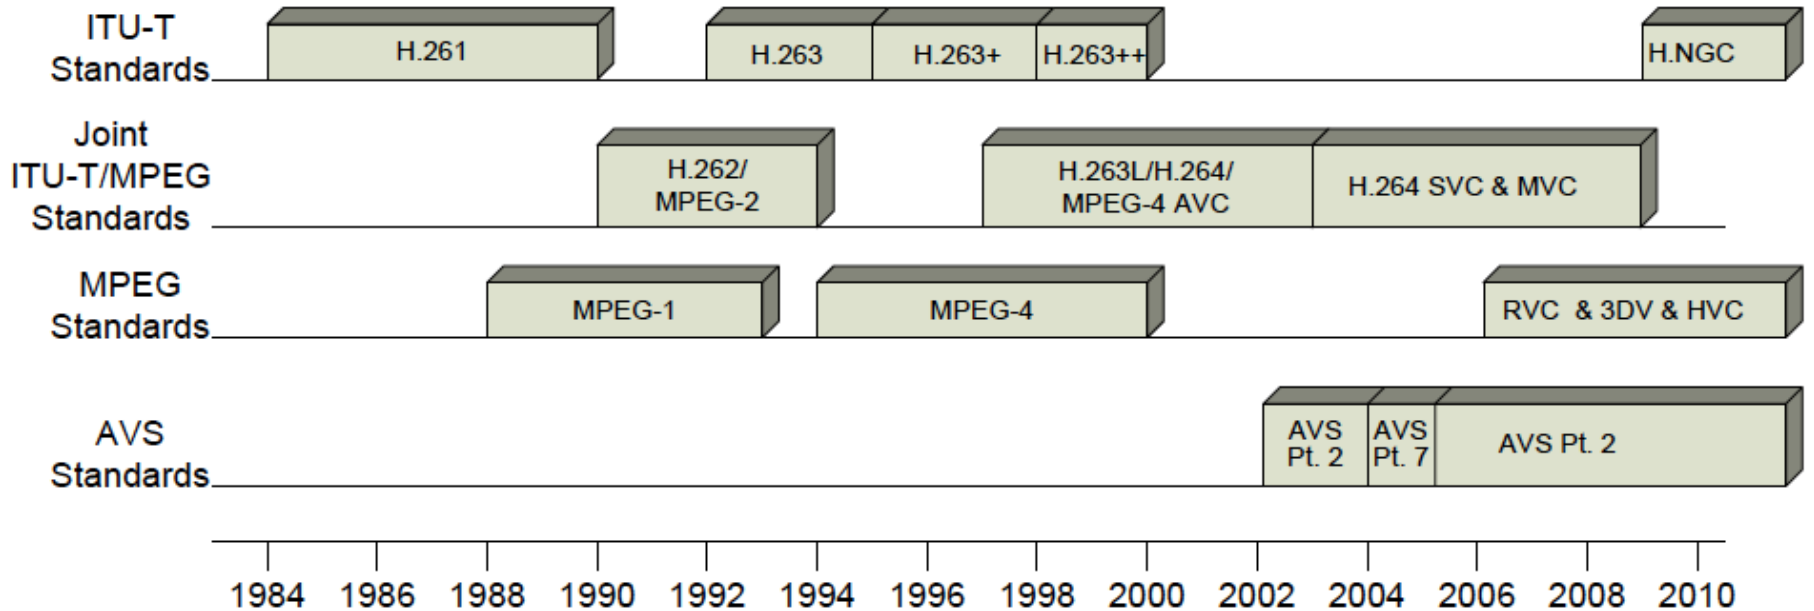 ITU-T
Standards
H.261
H.263
H.263+
H.263++
H.NGC
Joint
ITU-T/MPEG
Standards
H.262/
MPEG-2
H.263L/H.264/
MPEG-4 AVC
H.264 SVC & MVC
MPEG
Standards
MPEG-1
MPEG-4
RVC & 3DV & HVC
AVS
Standards
AVS
Pt. 2
AVS
Pt. 7
AVS Pt. 2
1984 1986 1988 1990 1992 1994 1996 1998 2000 2002 2004 2006 2008 2010